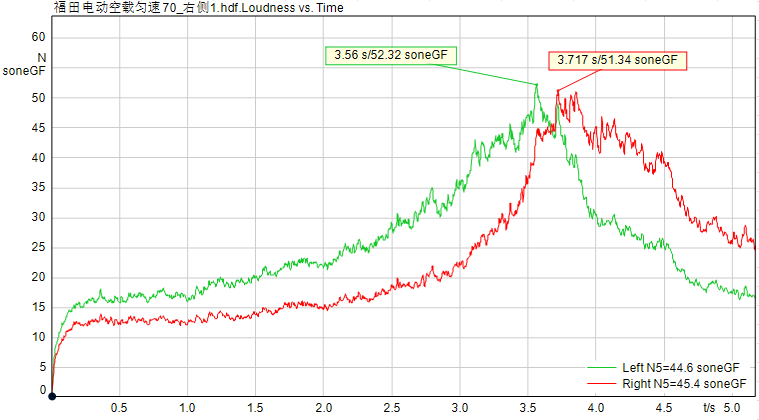 福田电动空载匀速70_右侧1.hdf.Loudness vs. Time
60
N
soneGF
50
45
40
35
30
25
20
15
10
5
0
3.56 s/52.32 soneGF
3.717 s/51.34 soneGF
Left N5=44.6 soneGF
Right N5=45.4 soneGF
0.5 1.0 1.5 2.0 2.5 3.0 3.5 4.0 t/s 5.0